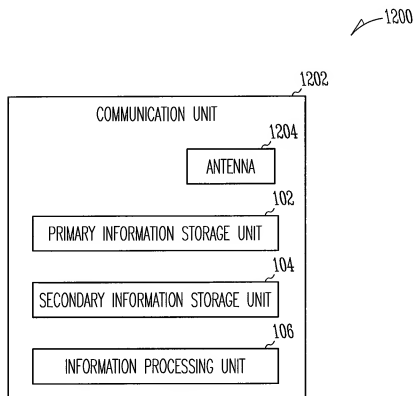 1200
1202
COMMUNICATION UNIT
1204
ANTENNA
102
PRIMARY INFORMATION STORAGE UNIT
104
SECONDARY INFORMATION STORAGE UNIT
106
INFORMATION PROCESSING UNIT